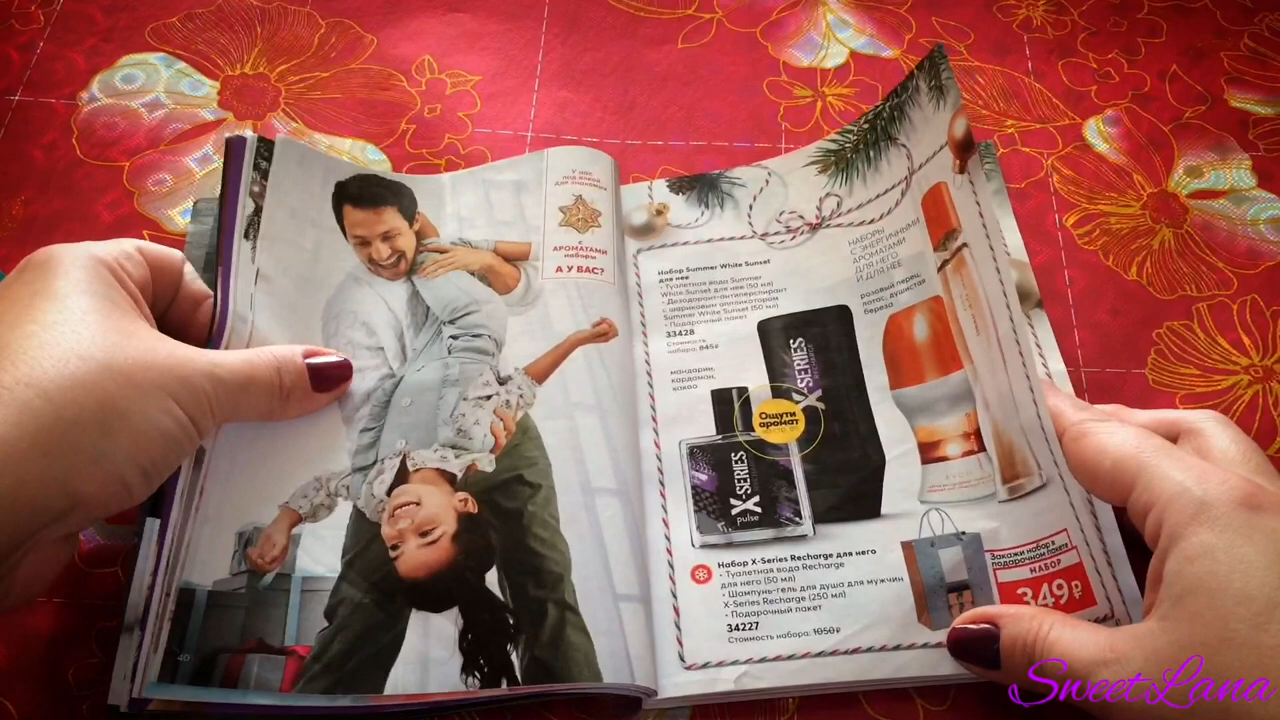 У нас
под ёлкой
для знакомых
с
АРОМАТАМИ
наборы
А У ВАС?
40
НАБОРЫ
С ЭНЕРГИЧНЫМИ
АРОМАТАМИ
ДЛЯ НЕГО
И ДЛЯ НЕЕ
розовый перец,
лотос, душистая
береза
Набор Summer White Sunset
для нее
• Туалетная вода Summer
White Sunset для нее (50 мл)
• Дезодорант-антиперспирант
с шариковым аппликатором
Summer White Sunset (50 мл)
• Подарочный пакет
33428
Стоимость
набора: 845₽
мандарин,
кардамон,
какао
X-SERIES
RECHARGE
Ощути
аромат
X-SERIES
pulse
Набор X-Series Recharge для него
• Туалетная вода Recharge
для него (50 мл)
• Шампунь-гель для душа для мужчин
X-Series Recharge (250 мл)
• Подарочный пакет
34227
Стоимость набора: 1050₽
Закажи набор в
подарочном пакете
НАБОР
349₽
SweetLana